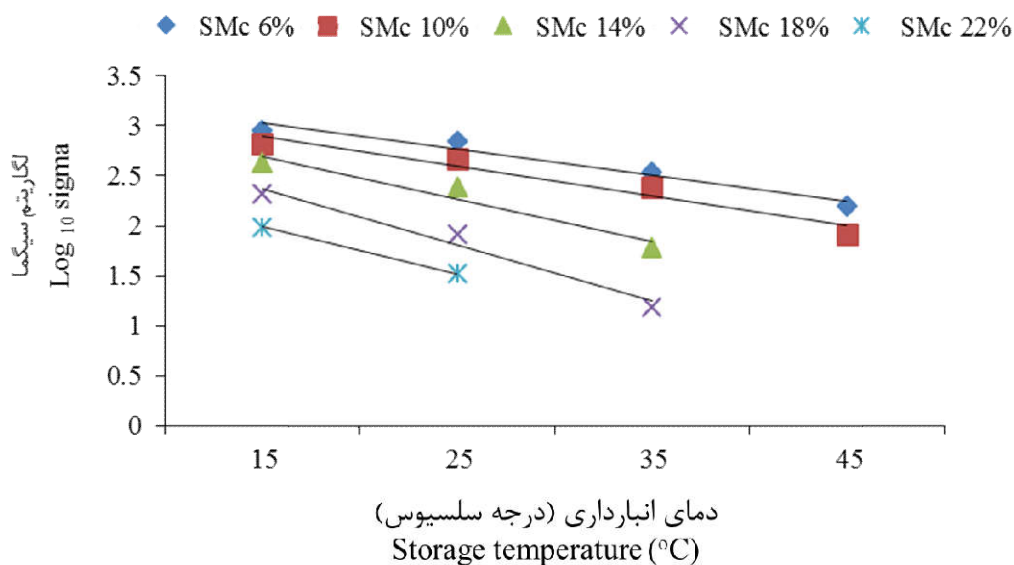 SMc 6% SMc 10% SMc 14% SMc 18% SMc 22%
3.5
3
2.5
2
1.5
1
0.5
0
لگاریتم سیگما
Log 10 sigma
15 25 35 45
دمای انبارداری (درجه سلسیوس)
Storage temperature (°C)